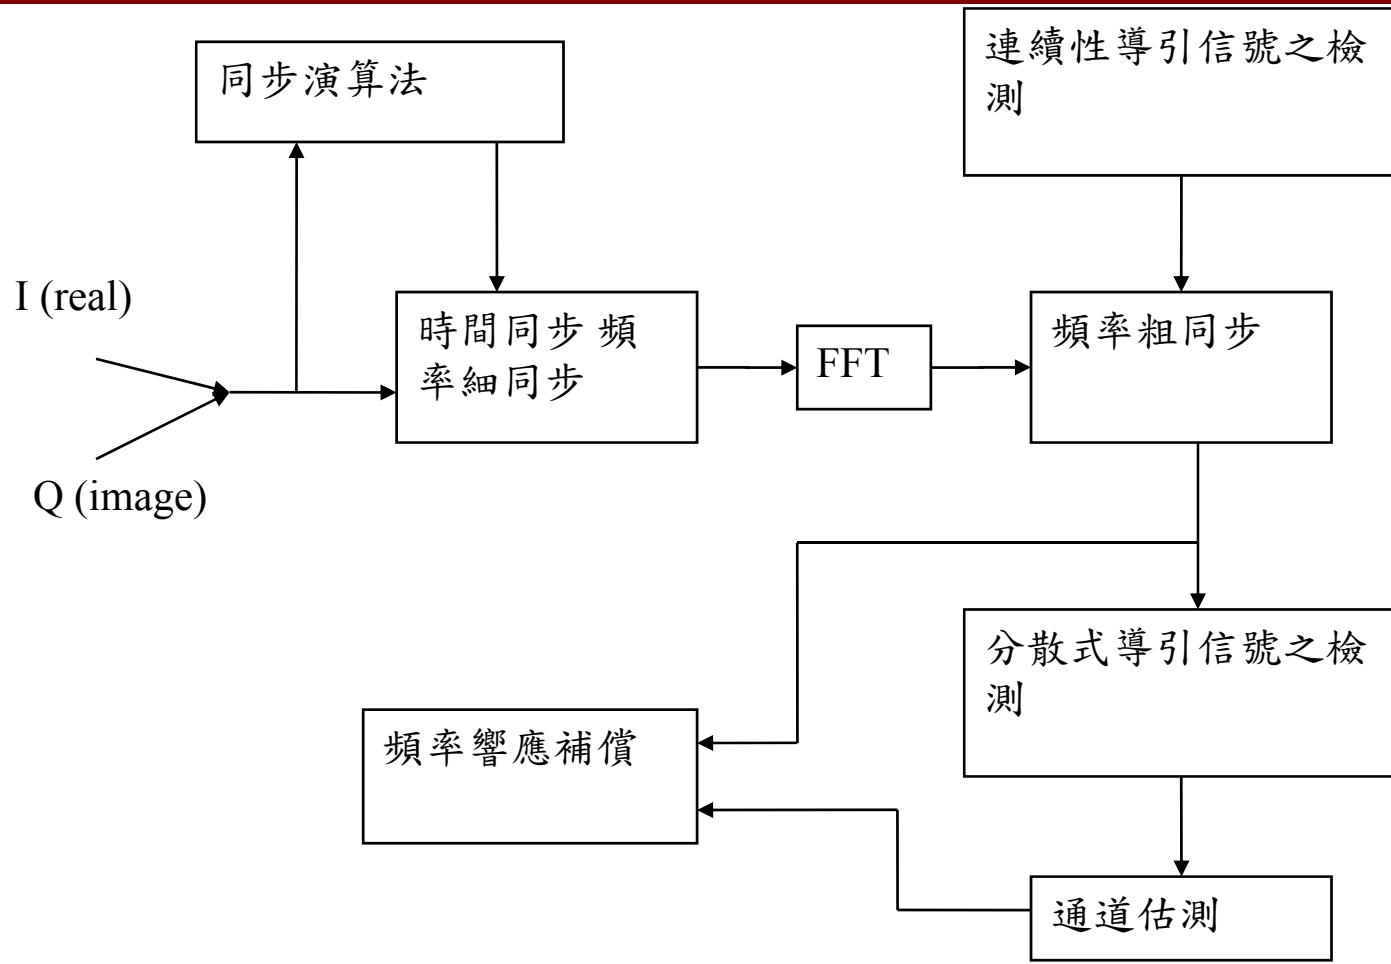 同步演算法
連續性導引信號之檢
測
I (real)
時間同步 頻
率細同步
FFT
頻率粗同步
Q (image)
分散式導引信號之檢
測
頻率響應補償
通道估測